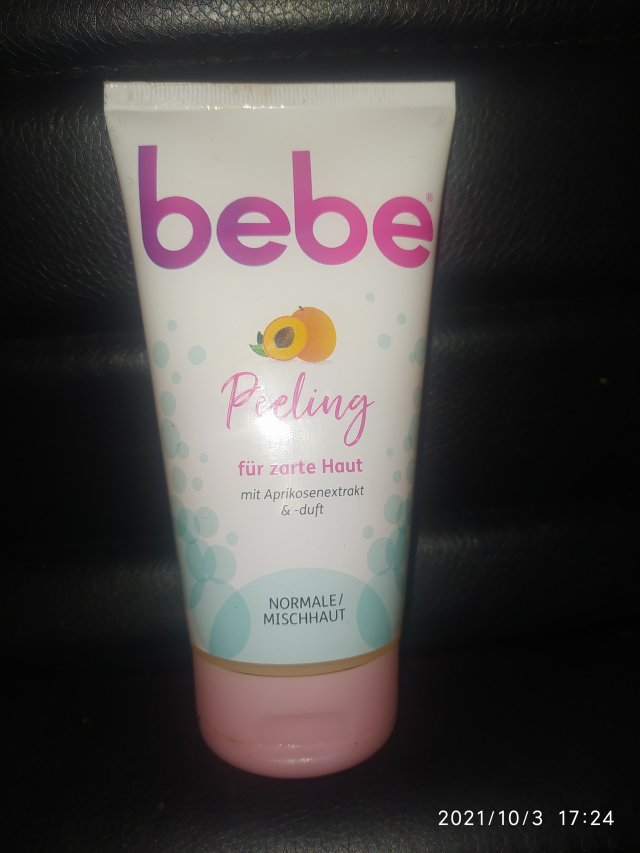 bebe®
Peeling
für zarte Haut
mit Aprikosenextrakt
& -duft
NORMALE/
MISCHHAUT
2021/10/3 17:24